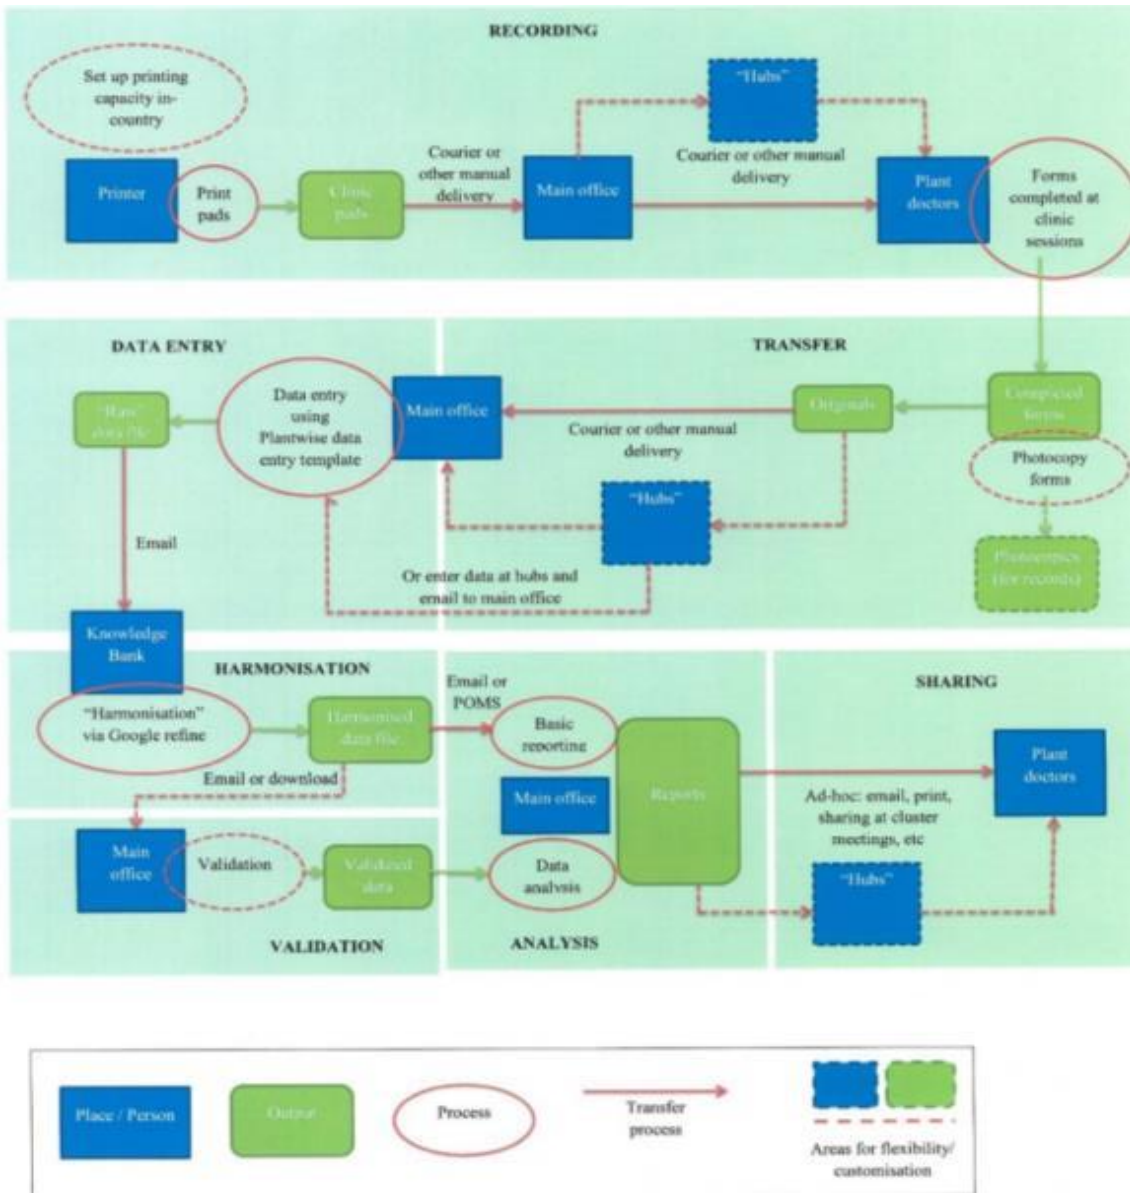 RECORDING
Set up printing
capacity in-
country
Printer
Print
pads
Clinic
pads
Courier or
other manual
delivery
Main office
"Hubs"
Courier or other manual
delivery
Plant
doctors
Forms
completed at
clinic
sessions
DATA ENTRY
"Raw"
data file
Data entry
using
Plantwise data
entry template
Main office
Email
TRANSFER
Originals
Completed
forms
Courier or other manual
delivery
Photocopy
forms
"Hubs"
Photocopies
(for records)
Or enter data at hubs and
email to main office
Knowledge
Bank
HARMONISATION
"Harmonisation"
via Google refine
Harmonised
data file
Email or download
Email or
POMS
Basic
reporting
Main office
Reports
Data
analysis
ANALYSIS
Main
office
Validation
Validated
data
VALIDATION
SHARING
Plant
doctors
Ad-hoc: email, print,
sharing at cluster
meetings, etc
"Hubs"
Place / Person
Output
Process
Transfer
process
Areas for flexibility/
customisation